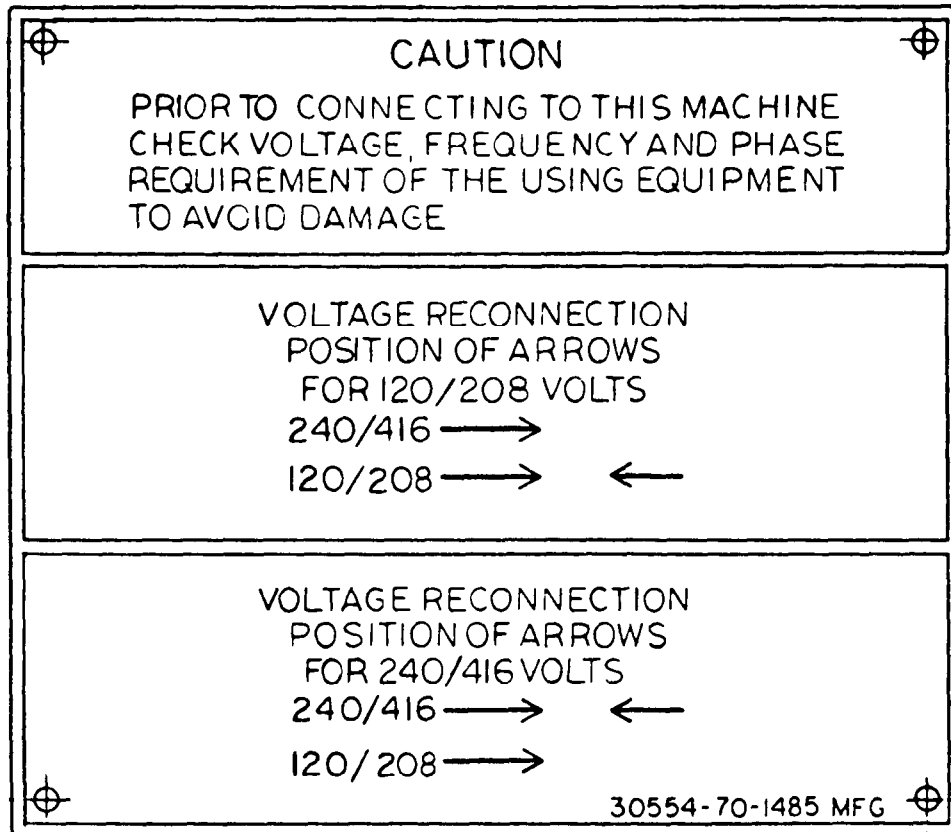 CAUTION
PRIOR TO CONNECTING TO THIS MACHINE
CHECK VOLTAGE, FREQUENCY AND PHASE
REQUIREMENT OF THE USING EQUIPMENT
TO AVOID DAMAGE
VOLTAGE RECONNECTION
POSITION OF ARROWS
FOR 120/208 VOLTS
240/416 →
120/208 → ←
VOLTAGE RECONNECTION
POSITION OF ARROWS
FOR 240/416 VOLTS
240/416 → ←
120/208 →
30554-70-1485 MFG